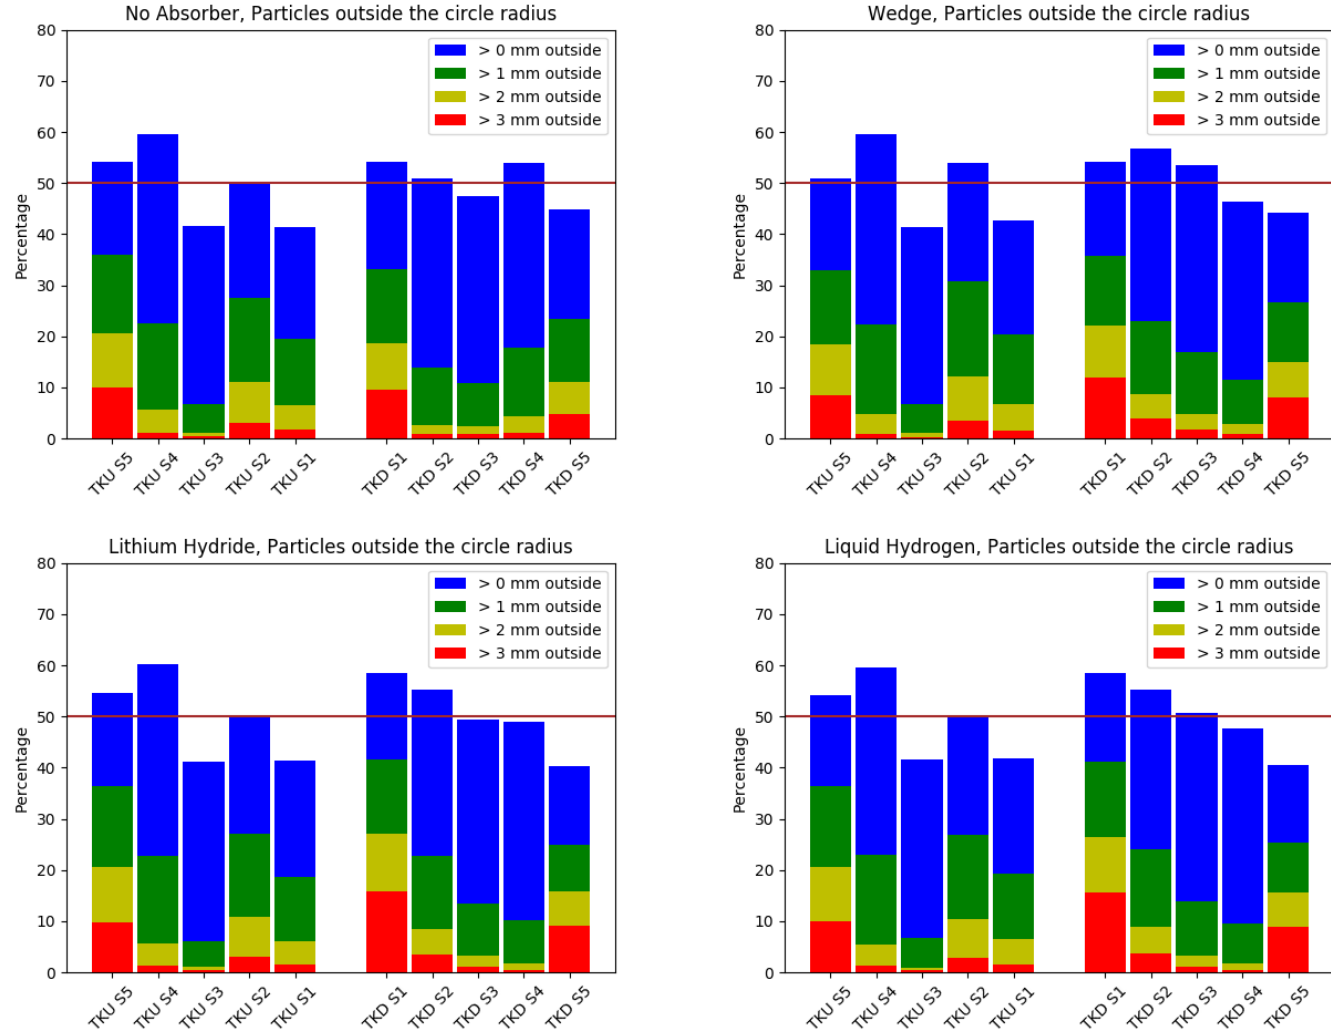 No Absorber, Particles outside the circle radius
80
70
60
50
40
30
20
10
0
Percentage
> 0 mm outside
> 1 mm outside
> 2 mm outside
> 3 mm outside
TKU S5
TKU S4
TKU S3
TKU S2
TKU S1
TKD S1
TKD S2
TKD S3
TKD S4
TKD S5
Wedge, Particles outside the circle radius
80
70
60
50
40
30
20
10
0
Percentage
> 0 mm outside
> 1 mm outside
> 2 mm outside
> 3 mm outside
TKU S5
TKU S4
TKU S3
TKU S2
TKU S1
TKD S1
TKD S2
TKD S3
TKD S4
TKD S5
Lithium Hydride, Particles outside the circle radius
80
70
60
50
40
30
20
10
0
Percentage
> 0 mm outside
> 1 mm outside
> 2 mm outside
> 3 mm outside
TKU S5
TKU S4
TKU S3
TKU S2
TKU S1
TKD S1
TKD S2
TKD S3
TKD S4
TKD S5
Liquid Hydrogen, Particles outside the circle radius
80
70
60
50
40
30
20
10
0
Percentage
> 0 mm outside
> 1 mm outside
> 2 mm outside
> 3 mm outside
TKU S5
TKU S4
TKU S3
TKU S2
TKU S1
TKD S1
TKD S2
TKD S3
TKD S4
TKD S5